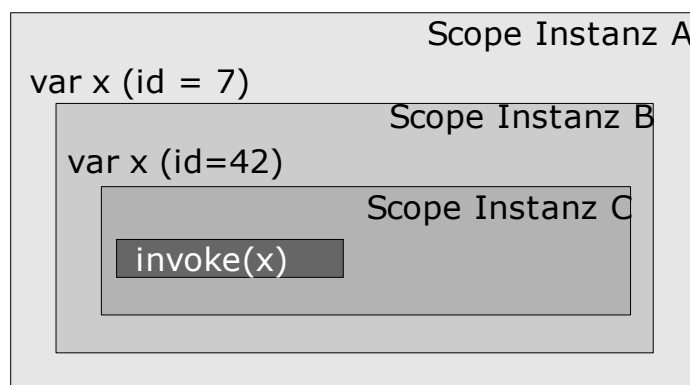 Scope Instanz A
var x (id = 7)
Scope Instanz B
var x (id=42)
Scope Instanz C
invoke(x)